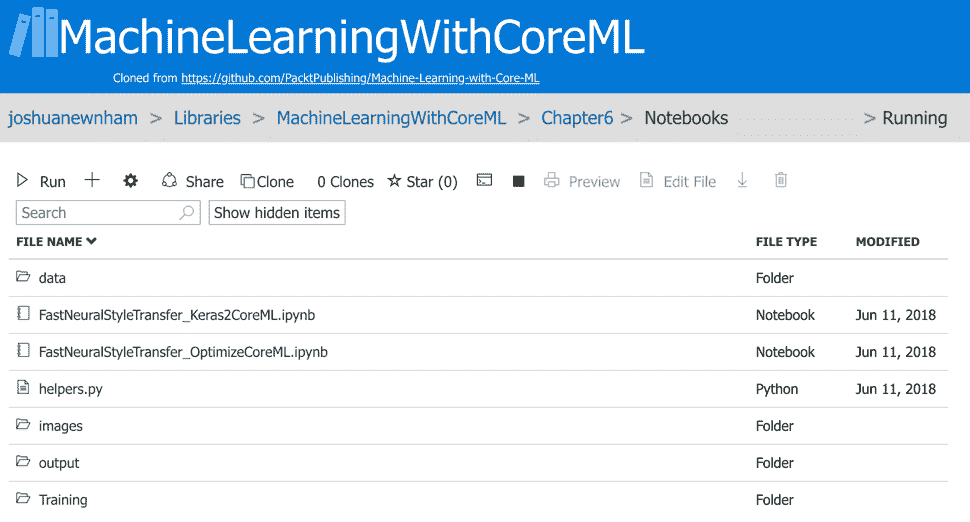 MachineLearningWithCoreML
Cloned from https://github.com/PacktPublishing/Machine-Learning-with-Core-ML
joshuanewnham > Libraries > MachineLearningWithCoreML > Chapter6 > Notebooks > Running
Run Share Clone 0 Clones Star (0) Preview Edit File
Search Show hidden items
FILE NAME FILE TYPE MODIFIED
data Folder
FastNeuralStyleTransfer_Keras2CoreML.ipynb Notebook Jun 11, 2018
FastNeuralStyleTransfer_OptimizeCoreML.ipynb Notebook Jun 11, 2018
helpers.py Python Jun 11, 2018
images Folder
output Folder
Training Folder